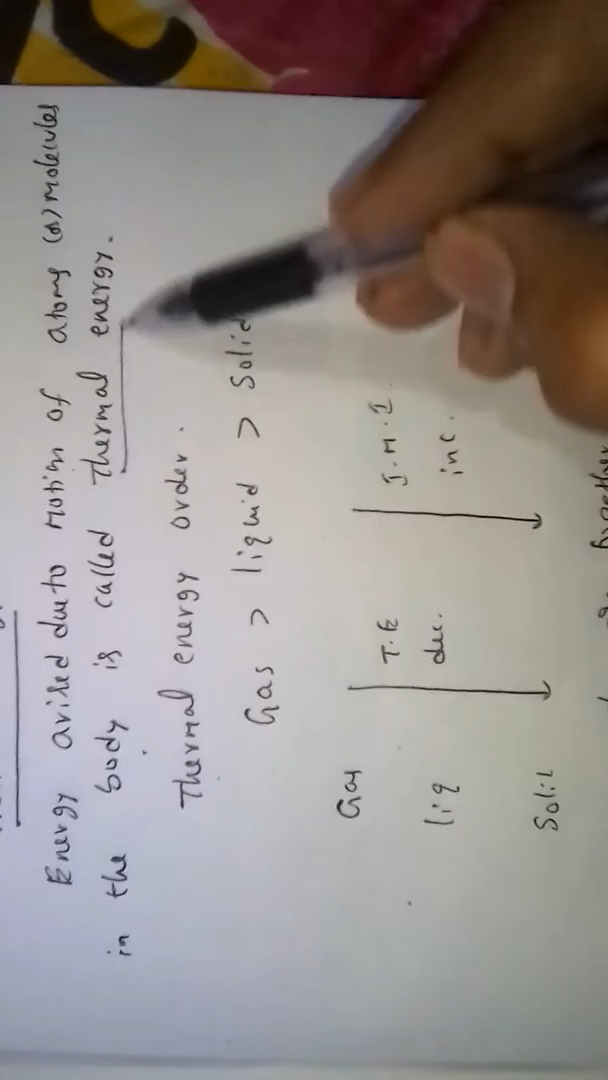 Energy arised due to motion of atoms (or) molecules
in the body is called thermal energy.
Thermal energy order.
Gas > liquid > Solid
Gas T.E I.M.I
liq dec. inc.
Solid